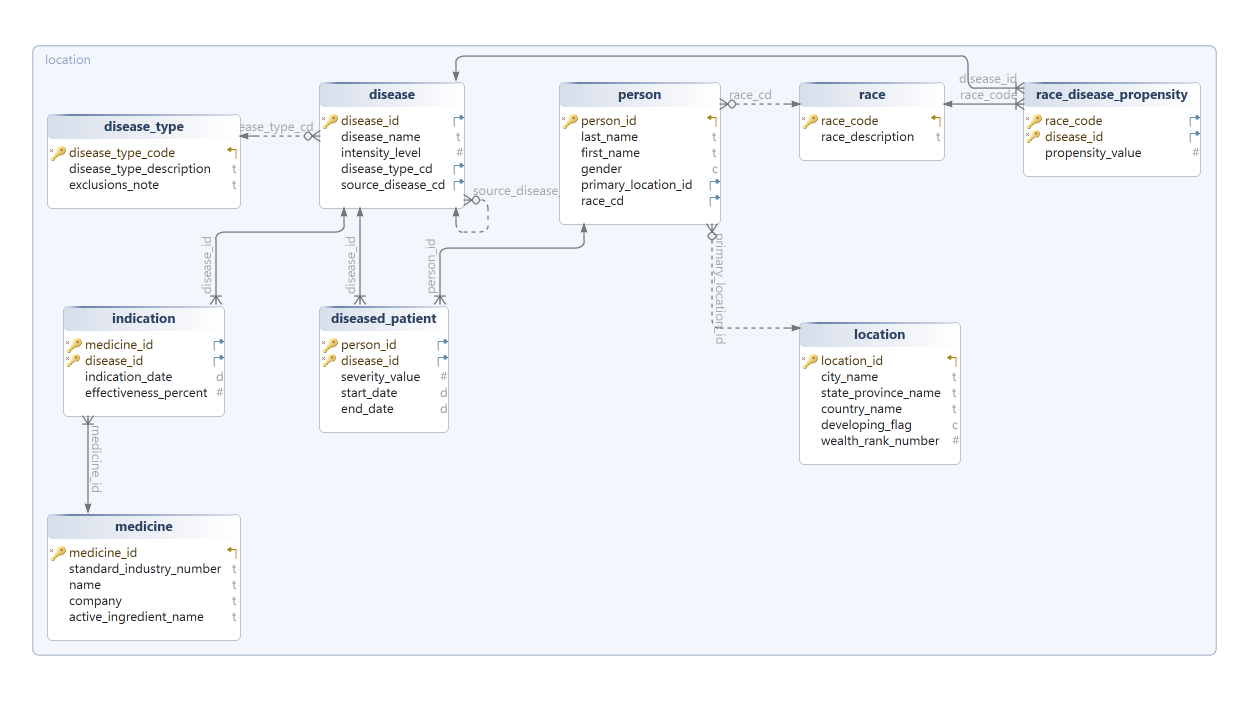 location
disease_id
race_code
race_cd
ease_type_cd
source_disease
disease_type
disease_type_code
disease_type_description t
exclusions_note t
disease
disease_id
disease_name t
intensity_level #
disease_type_cd
source_disease_cd
person
person_id
last_name t
first_name t
gender c
primary_location_id
race_cd
race
race_code
race_description t
race_disease_propensity
race_code
disease_id
propensity_value #
disease_id
disease_id
person_id
primary_location_id
indication
medicine_id
disease_id
indication_date d
effectiveness_percent #
diseased_patient
person_id
disease_id
severity_value #
start_date d
end_date d
location
location_id
city_name t
state_province_name t
country_name t
developing_flag c
wealth_rank_number #
medicine_id
medicine
medicine_id
standard_industry_number t
name t
company t
active_ingredient_name t